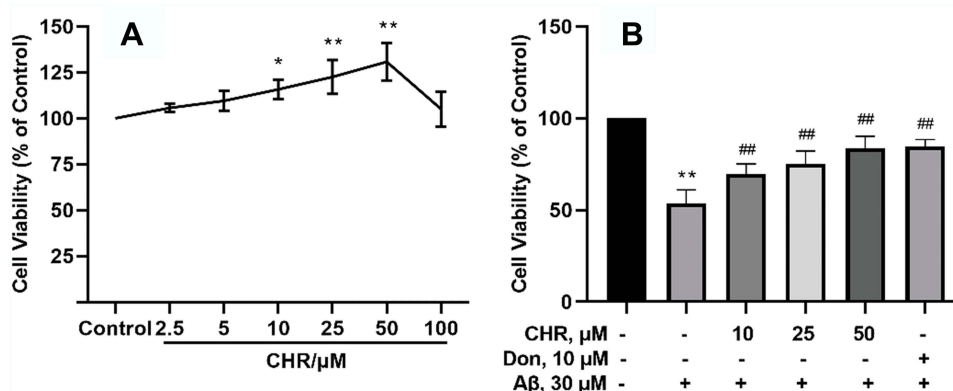 A
Cell Viability (% of Control)
150
125
100
75
50
25
*
**
**
Control 2.5 5 10 25 50 100
CHR/μM
B
Cell Viability (% of Control)
150
100
50
0
**
##
##
##
##
CHR, μM - - 10 25 50 -
Don, 10 μM - - - - - +
Aβ, 30 μM - + + + + +